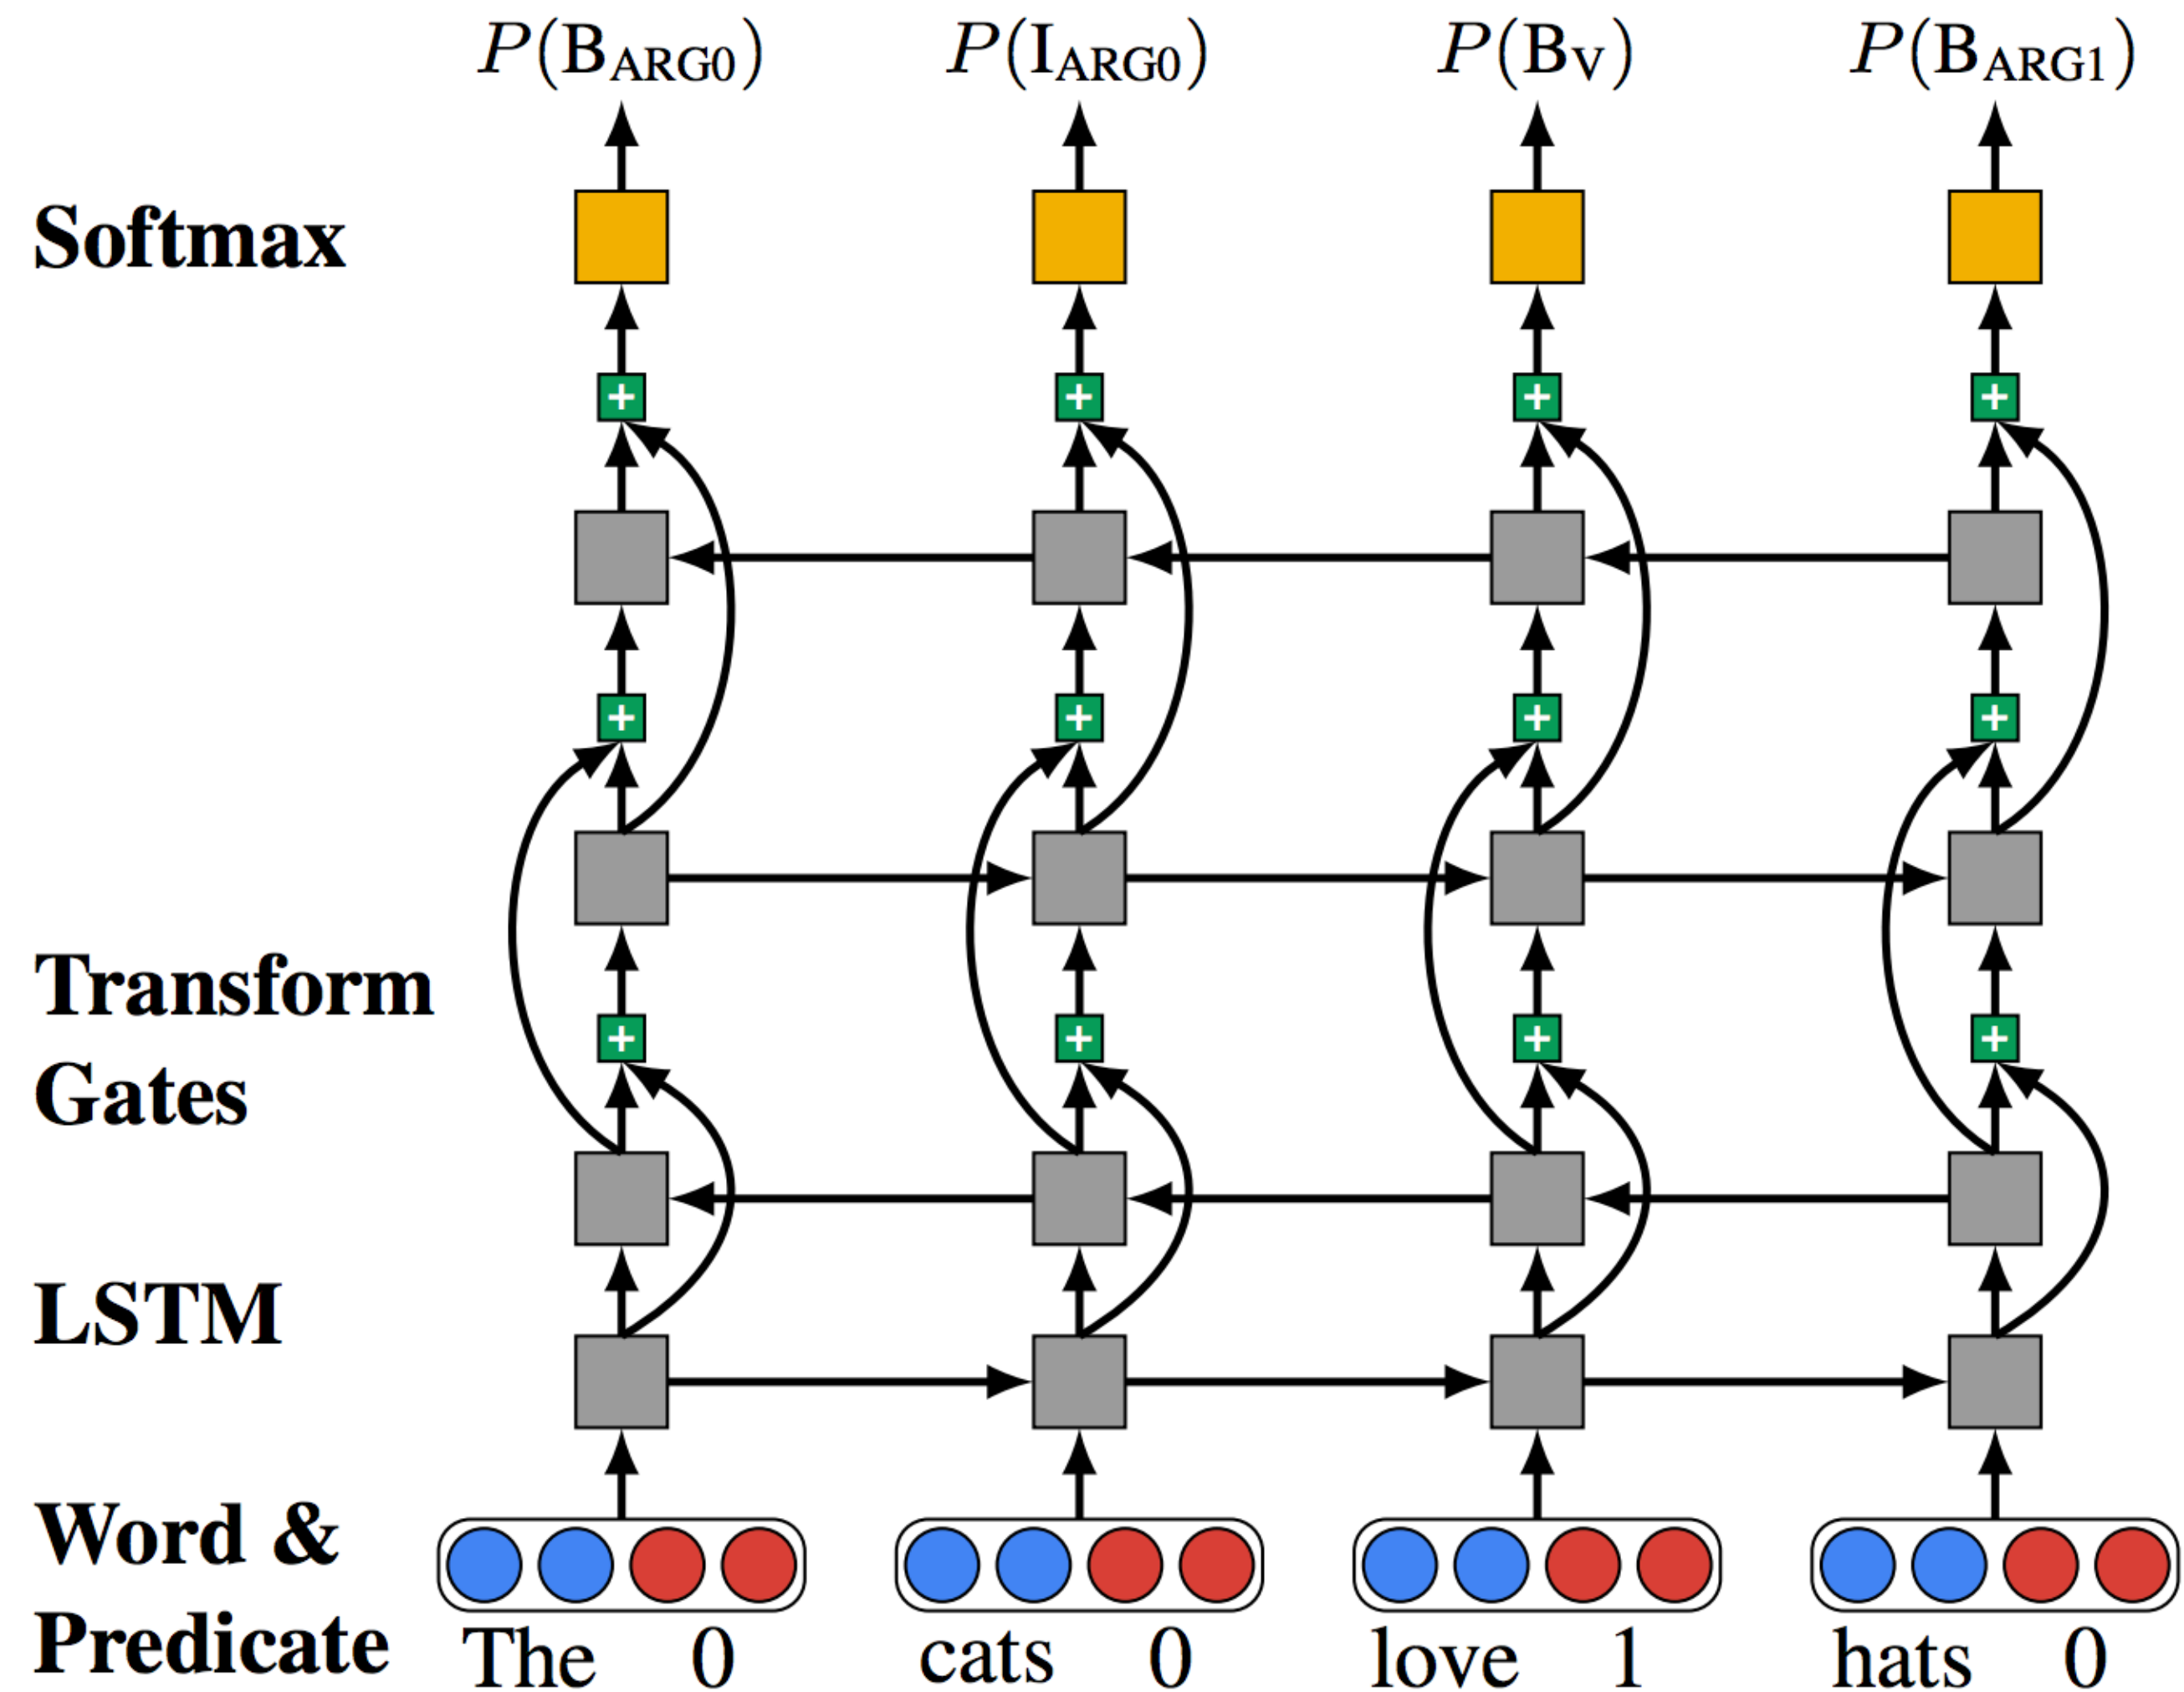 P(B_ARG0) P(I_ARG0) P(B_V) P(B_ARG1)
Softmax
+ + + +
+ + + +
Transform
Gates
+ + + +
LSTM
Word &
Predicate
The 0 cats 0 love 1 hats 0